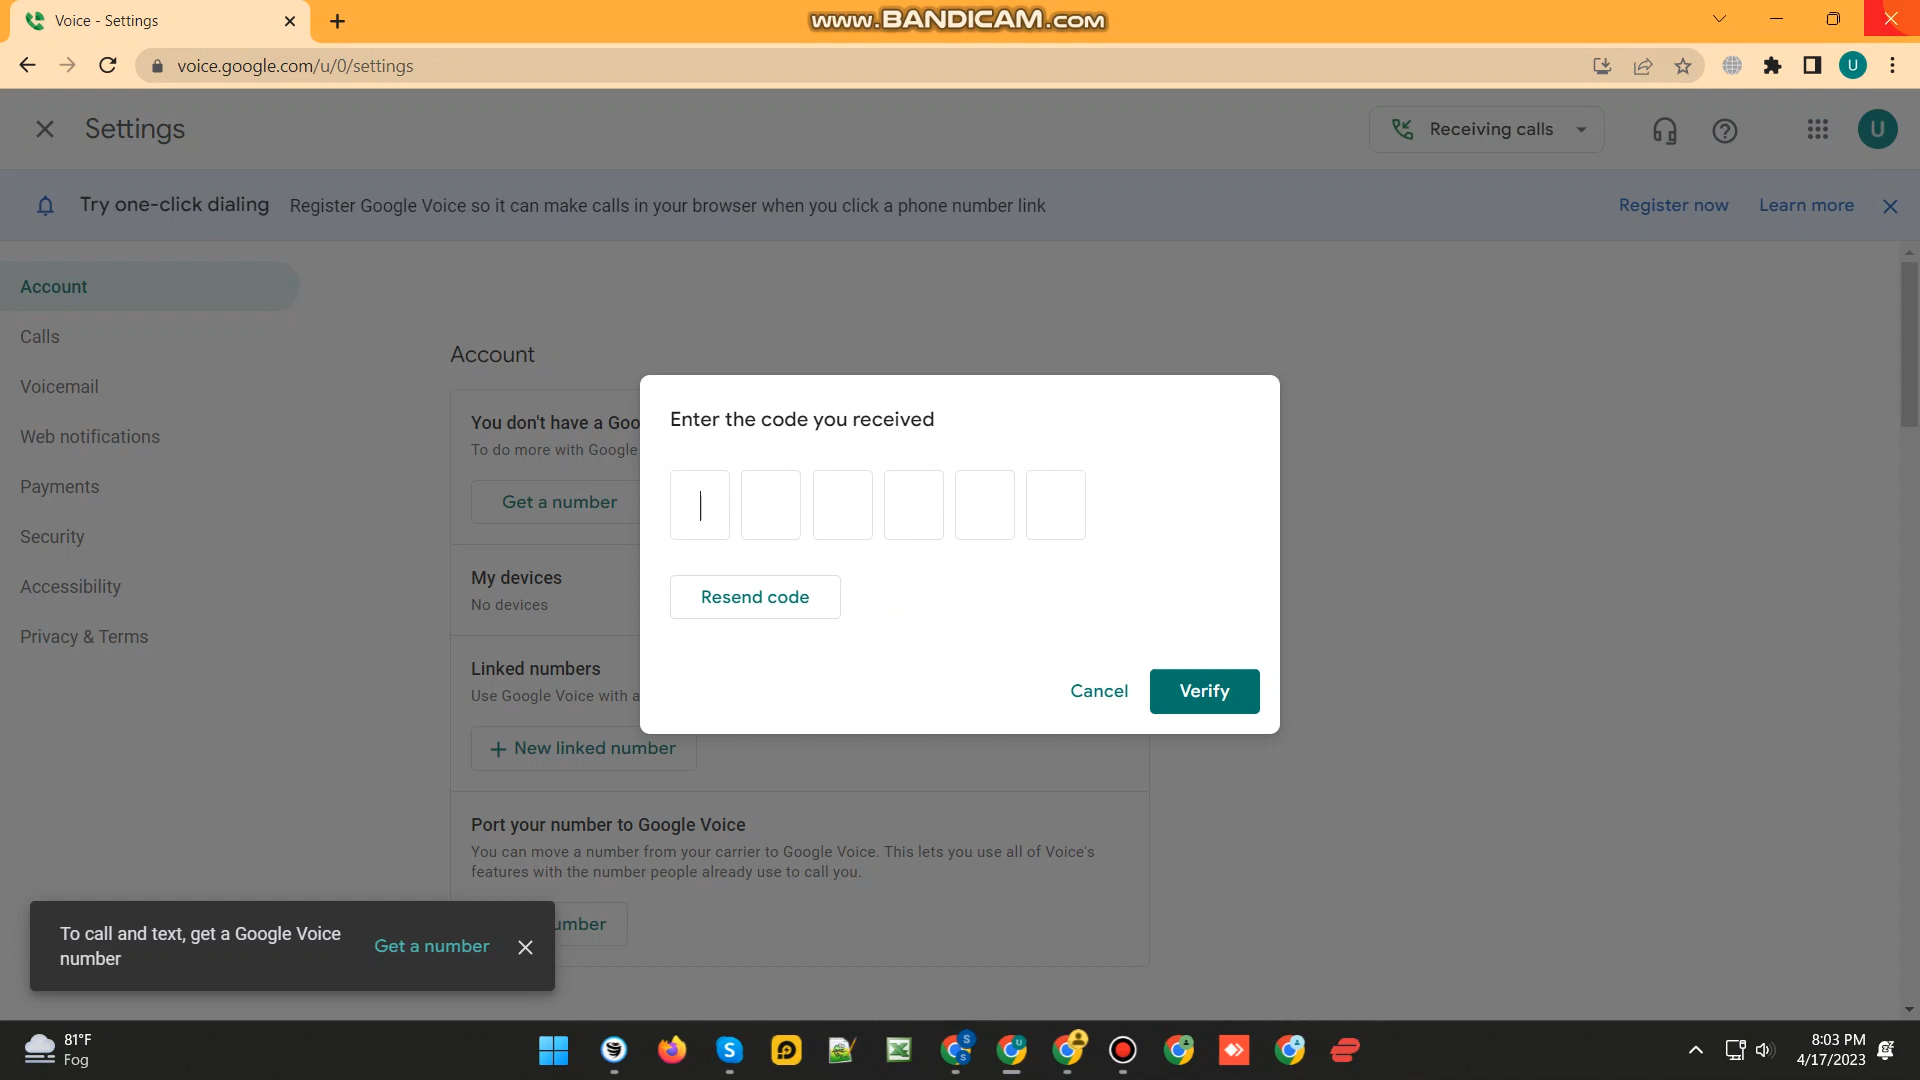 Voice - Settings
www.BANDICAM.com
voice.google.com/u/0/settings
U
Settings
Receiving calls
U
Try one-click dialing
Register Google Voice so it can make calls in your browser when you click a phone number link
Register now
Learn more
Account
Calls
Voicemail
Web notifications
Payments
Security
Accessibility
Privacy & Terms
Account
You don't have a Goo
To do more with Google
Get a number
My devices
No devices
Linked numbers
Use Google Voice with a
New linked number
Port your number to Google Voice
You can move a number from your carrier to Google Voice. This lets you use all of Voice's
features with the number people already use to call you.
umber
Enter the code you received
Resend code
Cancel
Verify
To call and text, get a Google Voice
number
Get a number
81°F
Fog
8:03 PM
4/17/2023